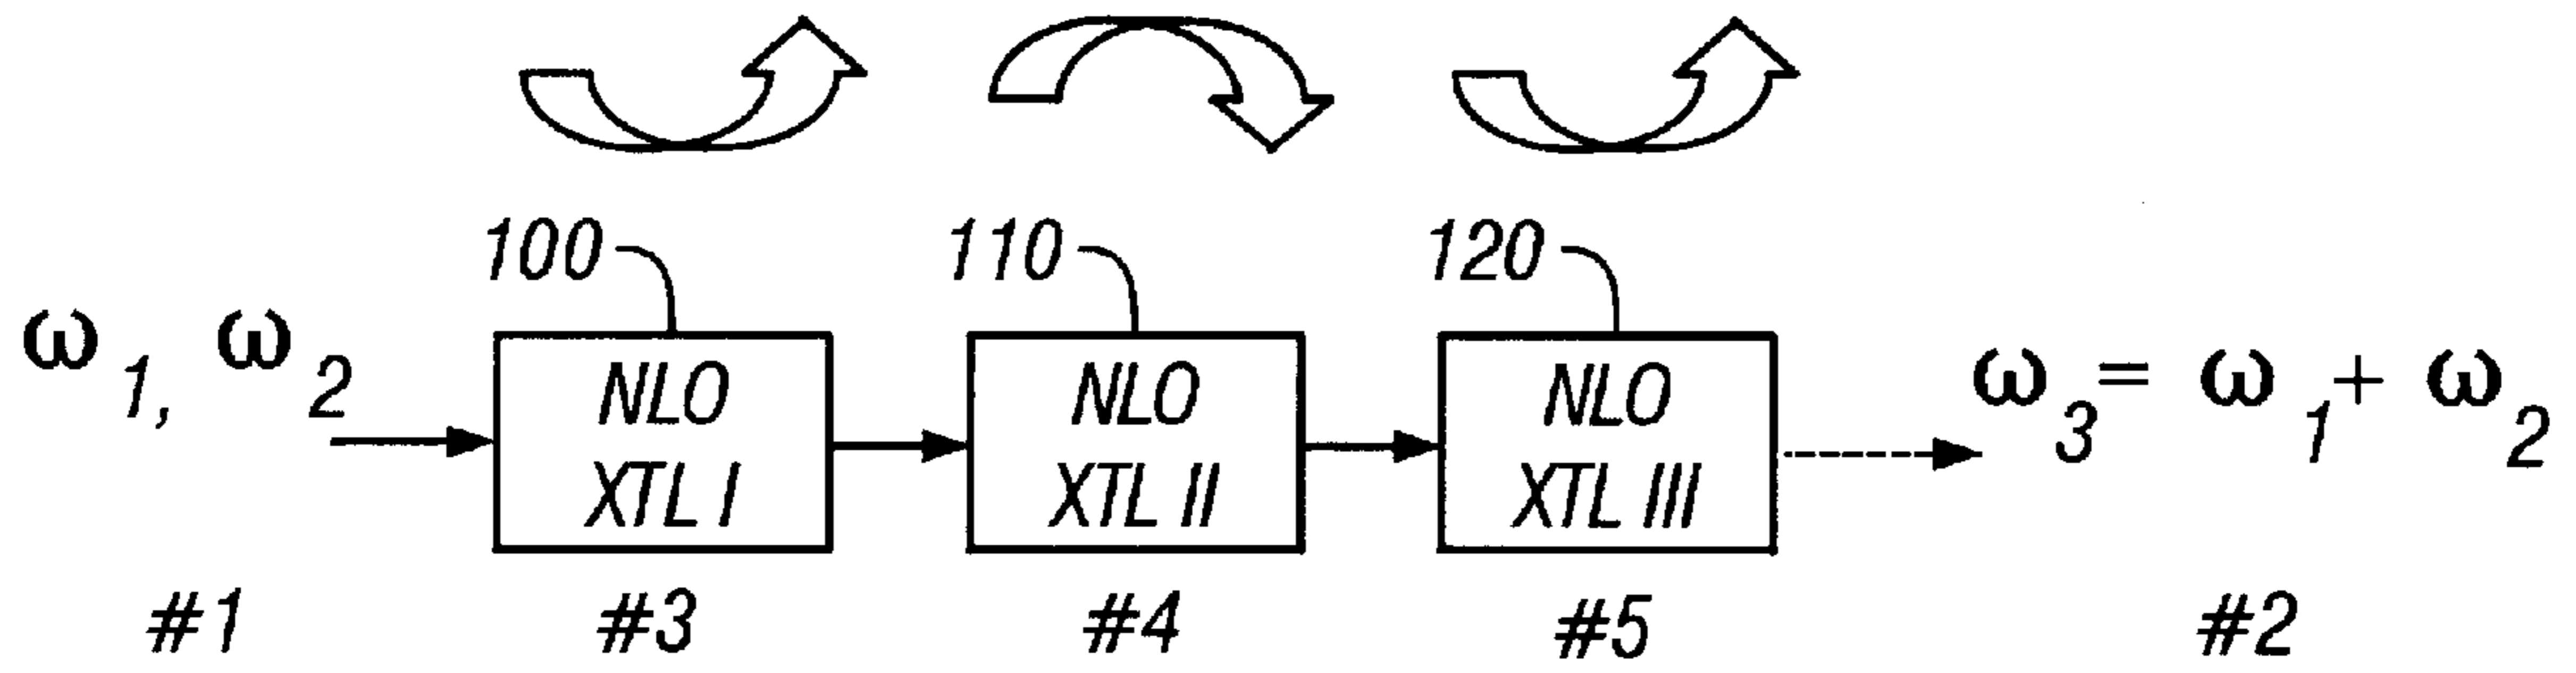 100 110 120
ω1, ω2 NLO NLO NLO ω3 = ω1 + ω2
XTL I XTL II XTL III
#1 #3 #4 #5 #2